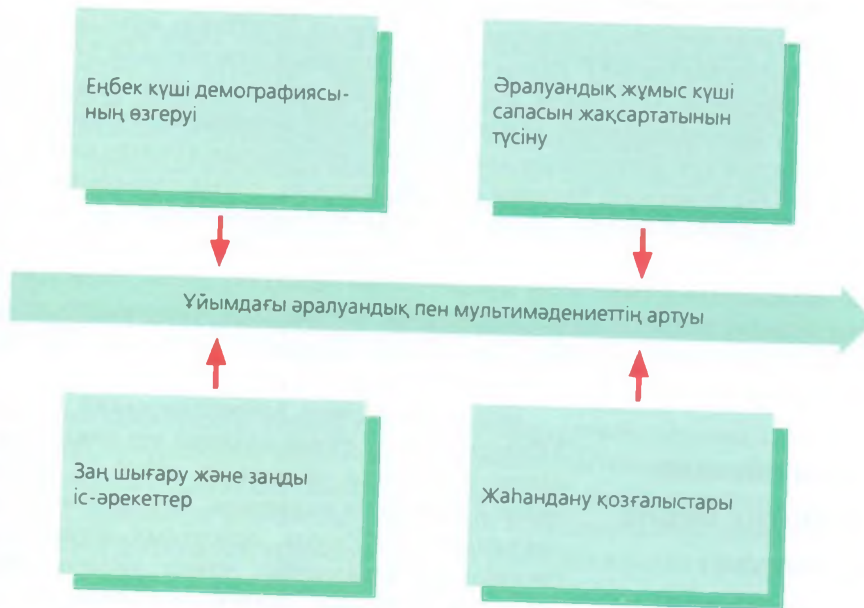 Еңбек күші демографиясы-
ның өзгеруі
Әралуандық жұмыс күші
сапасын жақсартатынын
түсіну
Ұйымдағы әралуандық пен мультимәдениеттің артуы
Заң шығару және заңды
іс-әрекеттер
Жаһандану қозғалыстары